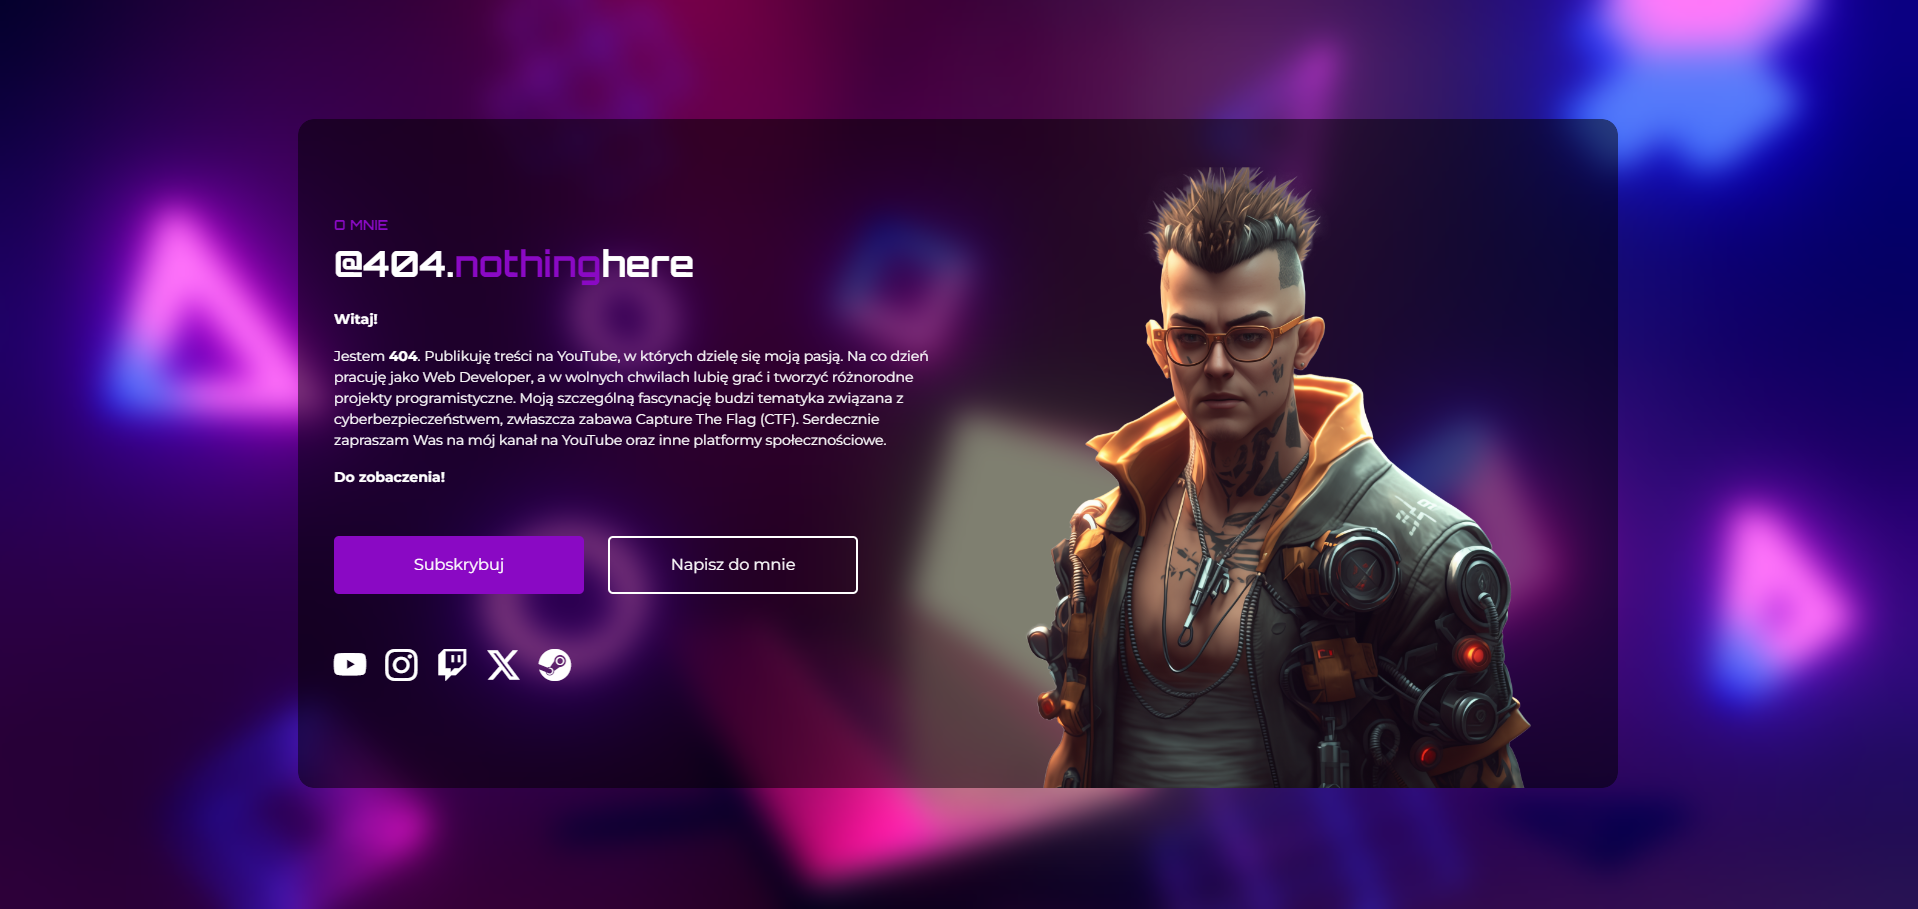 O MNIE
@404.nothinghere
Witaj!
Jestem 404. Publikuję treści na YouTube, w których dzielę się moją pasją. Na co dzień
pracuję jako Web Developer, a w wolnych chwilach lubię grać i tworzyć różnorodne
projekty programistyczne. Moją szczególną fascynację budzi tematyka związana z
cyberbezpieczeństwem, zwłaszcza zabawa Capture The Flag (CTF). Serdecznie
zapraszam Was na mój kanał na YouTube oraz inne platformy społecznościowe.
Do zobaczenia!
Subskrybuj
Napisz do mnie